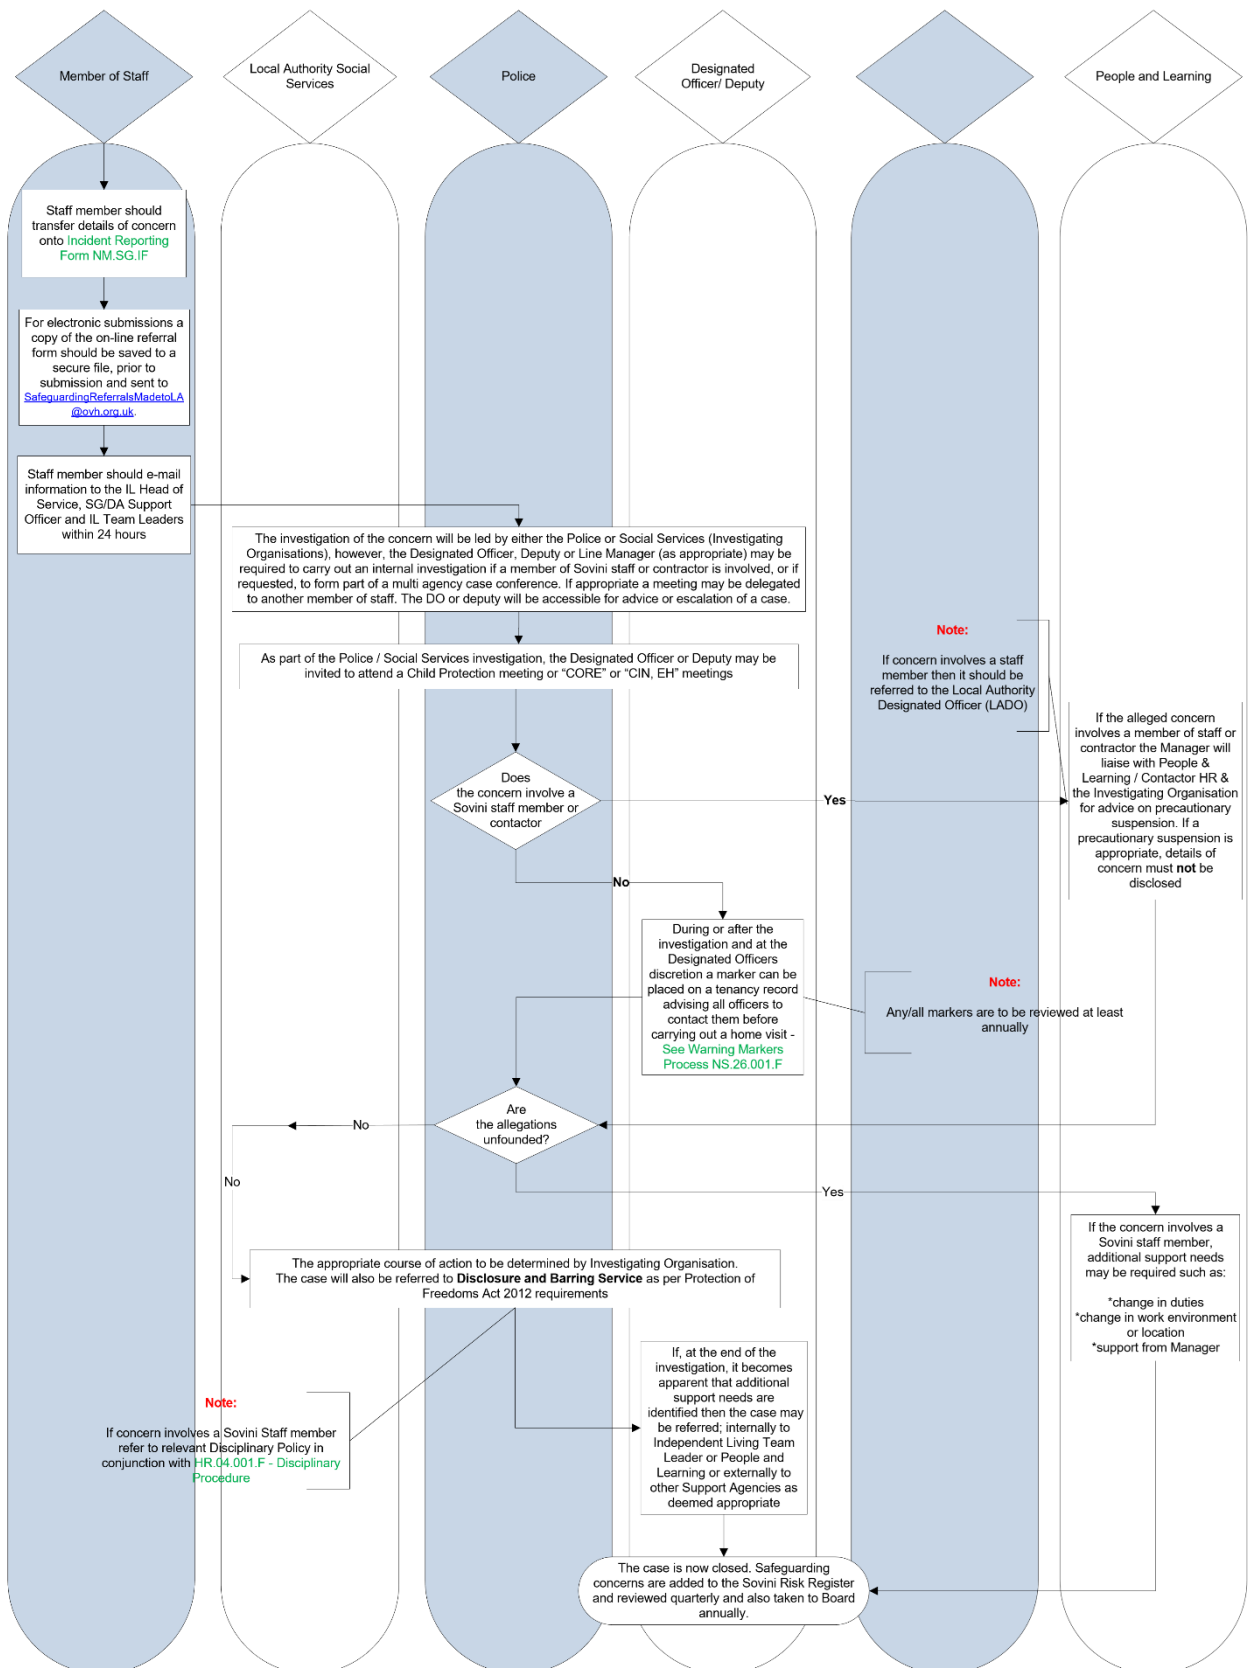 Member of Staff
Local Authority Social
Services
Police
Designated
Officer/ Deputy
People and Learning
Staff member should
transfer details of concern
onto Incident Reporting
Form NM.SG.IF
For electronic submissions a
copy of the on-line referral
form should be saved to a
secure file, prior to
submission and sent to
SafeguardingReferralsMadetoLA
@ovh.org.uk.
Staff member should e-mail
information to the IL Head of
Service, SG/DA Support
Officer and IL Team Leaders
within 24 hours
The investigation of the concern will be led by either the Police or Social Services (Investigating
Organisations), however, the Designated Officer, Deputy or Line Manager (as appropriate) may be
required to carry out an internal investigation if a member of Sovini staff or contractor is involved, or if
requested, to form part of a multi agency case conference. If appropriate a meeting may be delegated
to another member of staff. The DO or deputy will be accessible for advice or escalation of a case.
As part of the Police / Social Services investigation, the Designated Officer or Deputy may be
invited to attend a Child Protection meeting or “CORE” or “CIN, EH” meetings
Note:
If concern involves a staff
member then it should be
referred to the Local Authority
Designated Officer (LADO)
Does
the concern involve a
Sovini staff member or
contactor
Yes
If the alleged concern
involves a member of staff or
contractor the Manager will
liaise with People &
Learning / Contactor HR &
the Investigating Organisation
for advice on precautionary
suspension. If a
precautionary suspension is
appropriate, details of
concern must not be
disclosed
No
During or after the
investigation and at the
Designated Officers
discretion a marker can be
placed on a tenancy record
advising all officers to
contact them before
carrying out a home visit -
See Warning Markers
Process NS.26.001.F
Note:
Any/all markers are to be reviewed at least
annually
Are
the allegations
unfounded?
No
No
Yes
If the concern involves a
Sovini staff member,
additional support needs
may be required such as:
*change in duties
*change in work environment
or location
*support from Manager
The appropriate course of action to be determined by Investigating Organisation.
The case will also be referred to Disclosure and Barring Service as per Protection of
Freedoms Act 2012 requirements
Note:
If concern involves a Sovini Staff member
refer to relevant Disciplinary Policy in
conjunction with HR.04.001.F - Disciplinary
Procedure
If, at the end of the
investigation, it becomes
apparent that additional
support needs are
identified then the case may
be referred; internally to
Independent Living Team
Leader or People and
Learning or externally to
other Support Agencies as
deemed appropriate
The case is now closed. Safeguarding
concerns are added to the Sovini Risk Register
and reviewed quarterly and also taken to Board
annually.